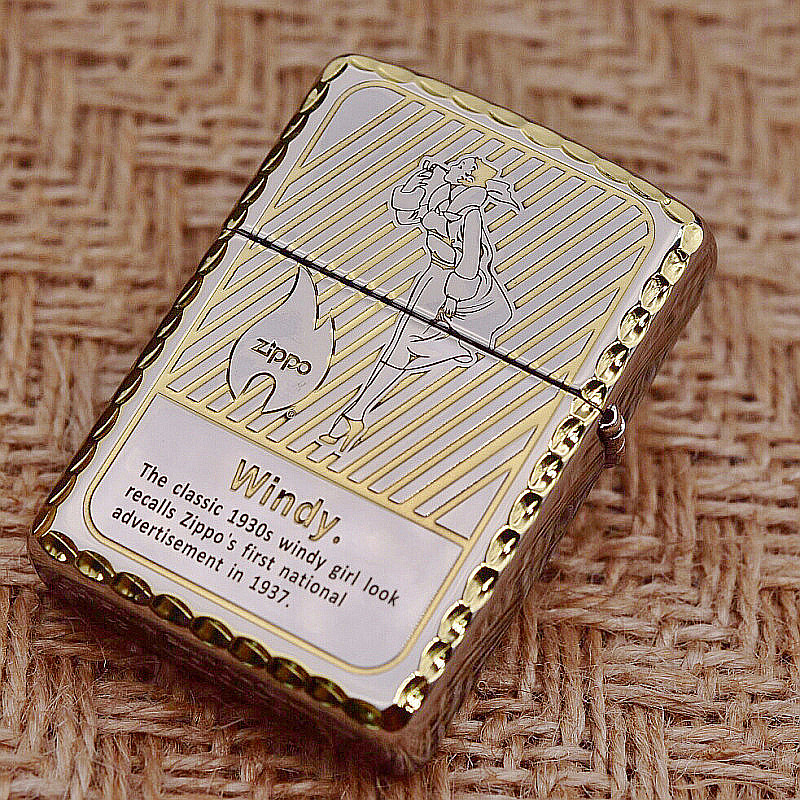 Zippo
®
Windy.
The classic 1930s windy girl look
recalls Zippo's first national
advertisement in 1937.